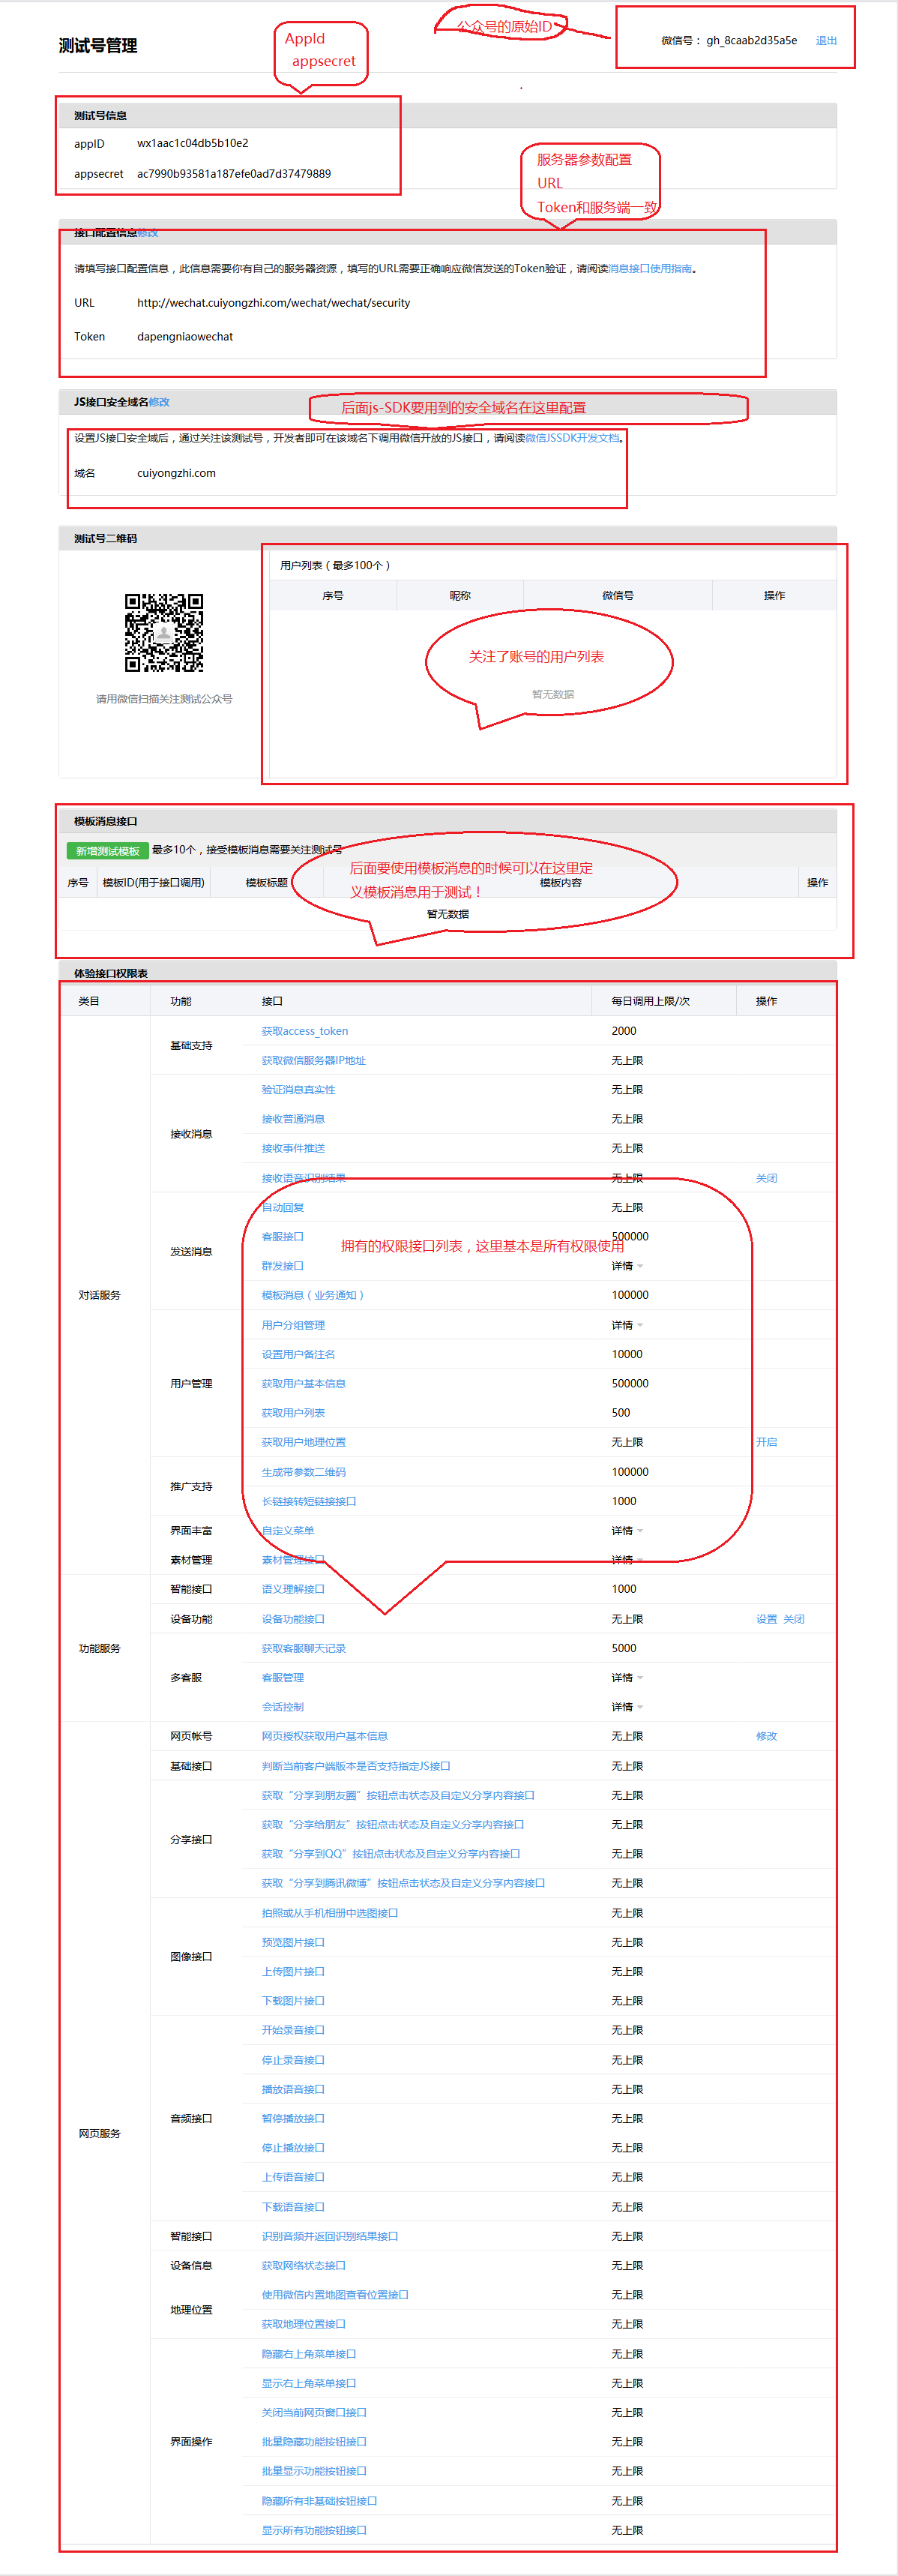 公众号的原始ID
测试号管理
AppId
appsecret
微信号： gh_8caab2d35a5e 退出
测试号信息
appID wx1aac1c04db5b10e2
appsecret ac7990b93581a187efe0ad7d37479889
服务器参数配置
URL
Token和服务端一致
接口配置信息修改
请填写接口配置信息，此信息需要你有自己的服务器资源，填写的URL需要正确响应微信发送的Token验证，请阅读消息接口使用指南。
URL http://wechat.cuiyongzhi.com/wechat/wechat/security
Token dapengniaowechat
JS接口安全域名修改
后面js-SDK要用到的安全域名在这里配置
设置JS接口安全域后，通过关注该测试号，开发者即可在该域名下调用微信开放的JS接口，请阅读微信JSSDK开发文档。
域名 cuiyongzhi.com
测试号二维码
用户列表（最多100个）
序号 昵称 微信号 操作
关注了账号的用户列表
暂无数据
请用微信扫描关注测试公众号
模板消息接口
新增测试模板 最多10个，接受模板消息需要关注测试号
后面要使用模板消息的时候可以在这里定
义模板消息用于测试！
序号 模板ID(用于接口调用) 模板标题 模板内容 操作
暂无数据
体验接口权限表
类目 功能 接口 每日调用上限/次 操作
对话服务
基础支持
获取access_token 2000
获取微信服务器IP地址 无上限
接收消息
验证消息真实性 无上限
接收普通消息 无上限
接收事件推送 无上限
接收语音识别结果 无上限 关闭
发送消息
自动回复 无上限
客服接口 500000
拥有的权限接口列表，这里基本是所有权限使用
群发接口 详情
模板消息（业务通知） 100000
用户管理
用户分组管理 详情
设置用户备注名 10000
获取用户基本信息 500000
获取用户列表 500
获取用户地理位置 无上限 开启
推广支持
生成带参数二维码 100000
长链接转短链接接口 1000
界面丰富 自定义菜单 详情
素材管理 素材管理接口 详情
功能服务
智能接口 语义理解接口 1000
设备功能 设备功能接口 无上限 设置 关闭
多客服
获取客服聊天记录 5000
客服管理 详情
会话控制 详情
网页服务
网页帐号 网页授权获取用户基本信息 无上限 修改
基础接口 判断当前客户端版本是否支持指定JS接口 无上限
分享接口
获取“分享到朋友圈”按钮点击状态及自定义分享内容接口 无上限
获取“分享给朋友”按钮点击状态及自定义分享内容接口 无上限
获取“分享到QQ”按钮点击状态及自定义分享内容接口 无上限
获取“分享到腾讯微博”按钮点击状态及自定义分享内容接口 无上限
图像接口
拍照或从手机相册中选图接口 无上限
预览图片接口 无上限
上传图片接口 无上限
下载图片接口 无上限
音频接口
开始录音接口 无上限
停止录音接口 无上限
播放语音接口 无上限
暂停播放接口 无上限
停止播放接口 无上限
上传语音接口 无上限
下载语音接口 无上限
智能接口 识别音频并返回识别结果接口 无上限
设备信息 获取网络状态接口 无上限
地理位置
使用微信内置地图查看位置接口 无上限
获取地理位置接口 无上限
界面操作
隐藏右上角菜单接口 无上限
显示右上角菜单接口 无上限
关闭当前网页窗口接口 无上限
批量隐藏功能按钮接口 无上限
批量显示功能按钮接口 无上限
隐藏所有非基础按钮接口 无上限
显示所有功能按钮接口 无上限